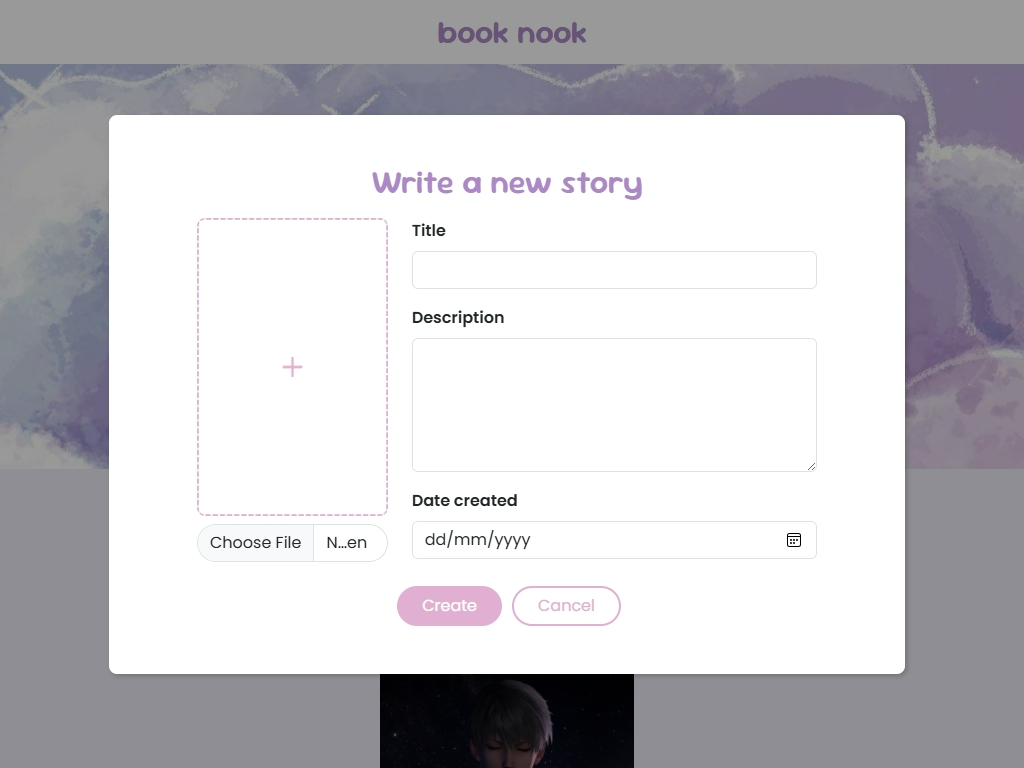 book nook
Write a new story
Title
Description
Date created
dd/mm/yyyy
Choose File
N...en
Create
Cancel